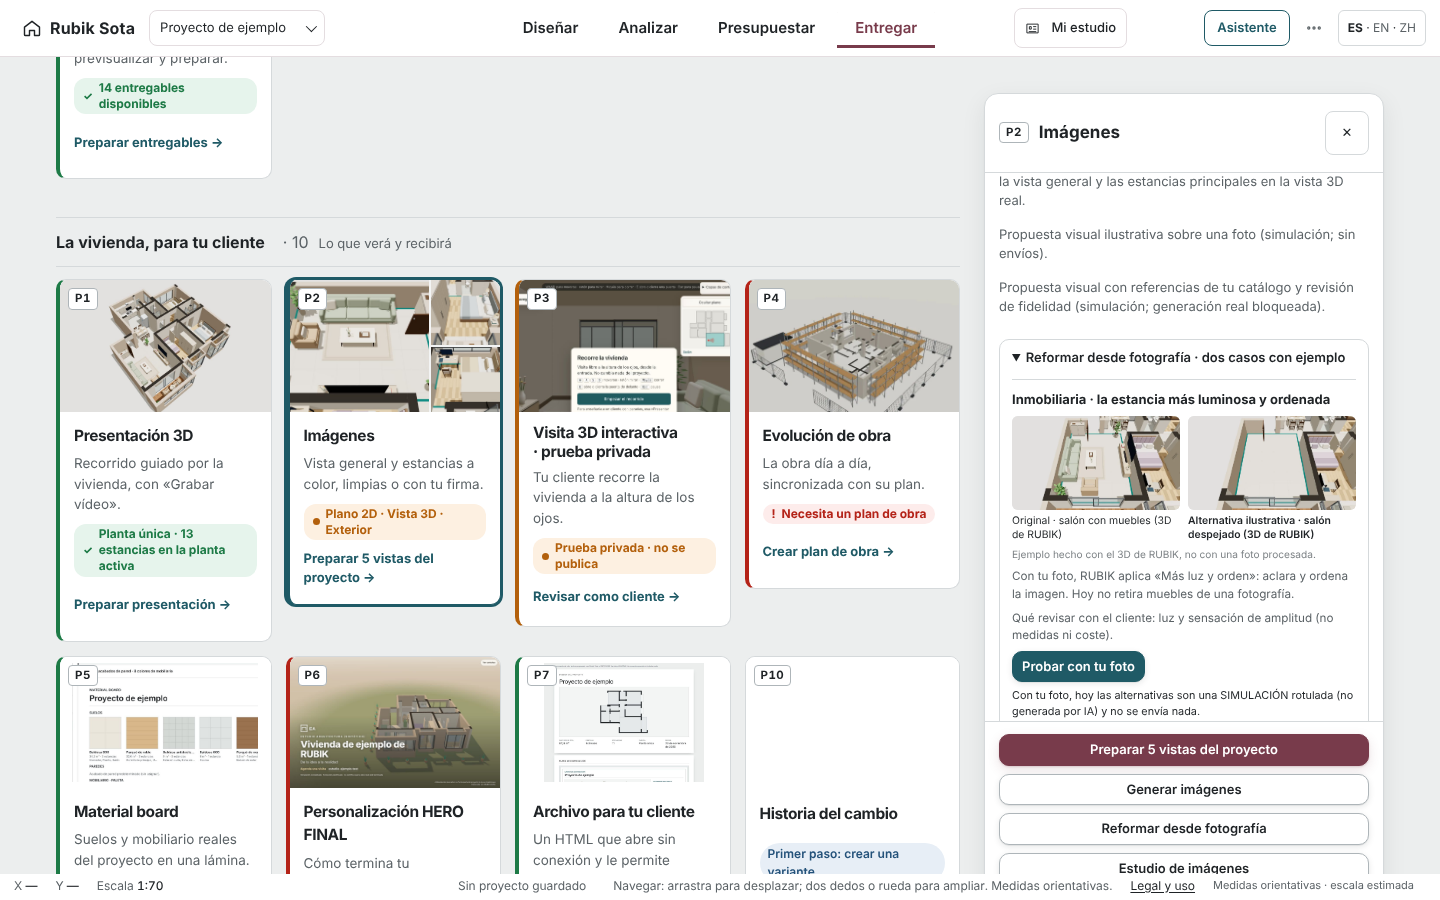 Rubik Sota
Proyecto de ejemplo
Diseñar
Analizar
Presupuestar
Entregar
Mi estudio
Asistente
•••
ES · EN · ZH
previsualizar y preparar.
✓ 14 entregables
disponibles
Preparar entregables →
La vivienda, para tu cliente · 10 Lo que verá y recibirá
P1
Presentación 3D
Recorrido guiado por la
vivienda, con «Grabar
vídeo».
✓ Planta única · 13
estancias en la planta
activa
Preparar presentación →
P2
Imágenes
Vista general y estancias a
color, limpias o con tu firma.
Plano 2D · Vista 3D ·
Exterior
Preparar 5 vistas del
proyecto →
P3
Recorre la vivienda
Empezar el recorrido
Visita 3D interactiva
· prueba privada
Tu cliente recorre la
vivienda a la altura de los
ojos.
Prueba privada · no se
publica
Revisar como cliente →
P4
Evolución de obra
La obra día a día,
sincronizada con su plan.
! Necesita un plan de obra
Crear plan de obra →
P5
MATERIAL BOARD
Proyecto de ejemplo
SUELOS
PAREDES
Material board
Suelos y mobiliario reales
del proyecto en una lámina.
P6
Vivienda de ejemplo de
RUBIK
Personalización HERO
FINAL
Cómo termina tu
P7
Proyecto de ejemplo
Archivo para tu cliente
Un HTML que abre sin
conexión y le permite
P10
Historia del cambio
Primer paso: crear una
variante
P2 Imágenes ×
la vista general y las estancias principales en la vista 3D
real.
Propuesta visual ilustrativa sobre una foto (simulación; sin
envíos).
Propuesta visual con referencias de tu catálogo y revisión
de fidelidad (simulación; generación real bloqueada).
▼ Reformar desde fotografía · dos casos con ejemplo
Inmobiliaria · la estancia más luminosa y ordenada
Original · salón con muebles (3D
de RUBIK)
Alternativa ilustrativa · salón
despejado (3D de RUBIK)
Ejemplo hecho con el 3D de RUBIK, no con una foto procesada.
Con tu foto, RUBIK aplica «Más luz y orden»: aclara y ordena
la imagen. Hoy no retira muebles de una fotografía.
Qué revisar con el cliente: luz y sensación de amplitud (no
medidas ni coste).
Probar con tu foto
Con tu foto, hoy las alternativas son una SIMULACIÓN rotulada (no
generada por IA) y no se envía nada.
Preparar 5 vistas del proyecto
Generar imágenes
Reformar desde fotografía
Estudio de imágenes
X — Y — Escala 1:70
Sin proyecto guardado
Navegar: arrastra para desplazar; dos dedos o rueda para ampliar. Medidas orientativas.
Legal y uso
Medidas orientativas · escala estimada